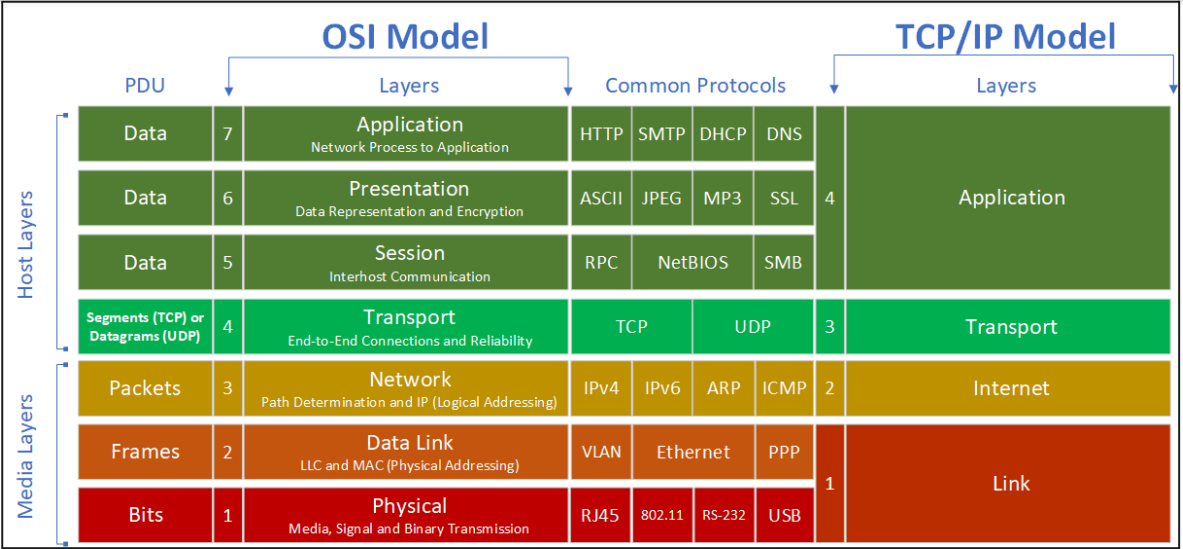 OSI Model
TCP/IP Model
PDU
Layers
Common Protocols
Layers
Host Layers
Data
7
Application
Network Process to Application
HTTP
SMTP
DHCP
DNS
Data
6
Presentation
Data Representation and Encryption
ASCII
JPEG
MP3
SSL
4
Application
Data
5
Session
Interhost Communication
RPC
NetBIOS
SMB
Segments (TCP) or
Datagrams (UDP)
4
Transport
End-to-End Connections and Reliability
TCP
UDP
3
Transport
Media Layers
Packets
3
Network
Path Determination and IP (Logical Addressing)
IPv4
IPv6
ARP
ICMP
2
Internet
Frames
2
Data Link
LLC and MAC (Physical Addressing)
VLAN
Ethernet
PPP
1
Link
Bits
1
Physical
Media, Signal and Binary Transmission
RJ45
802.11
RS-232
USB